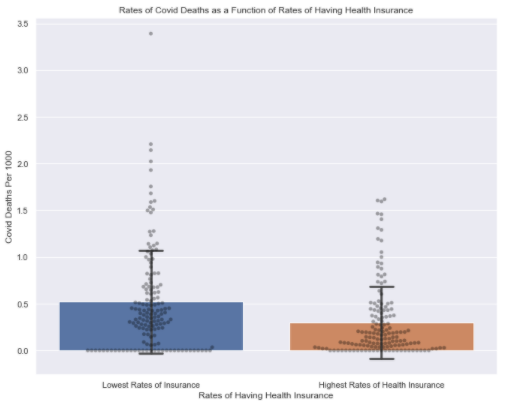 Rates of Covid Deaths as a Function of Rates of Having Health Insurance
3.5
3.0
2.5
2.0
1.5
1.0
0.5
0.0
Covid Deaths Per 1000
Lowest Rates of Insurance
Highest Rates of Health Insurance
Rates of Having Health Insurance